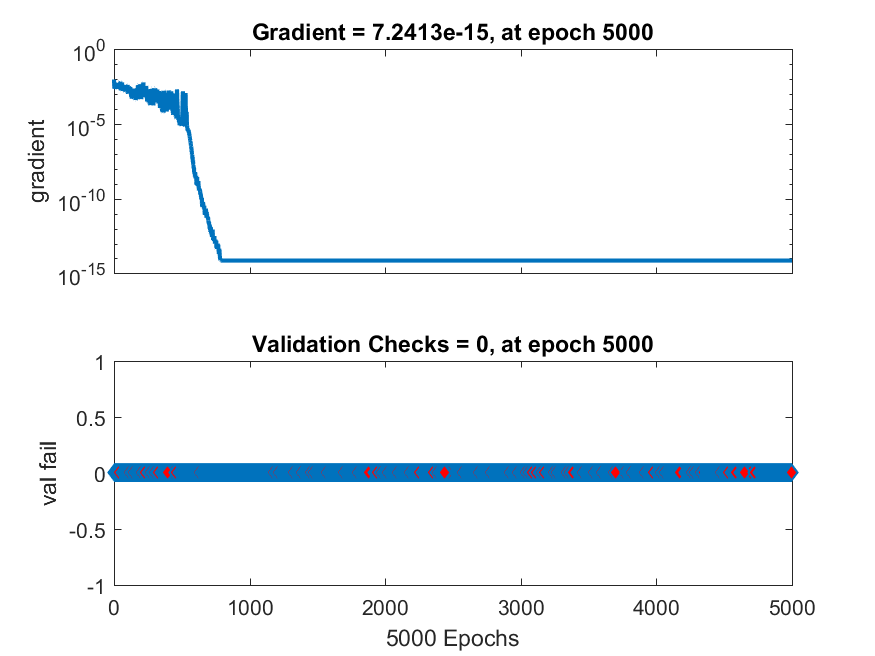 Gradient = 7.2413e-15, at epoch 5000
10^0
10^-5
10^-10
10^-15
gradient
Validation Checks = 0, at epoch 5000
1
0.5
0
-0.5
-1
val fail
0 1000 2000 3000 4000 5000
5000 Epochs